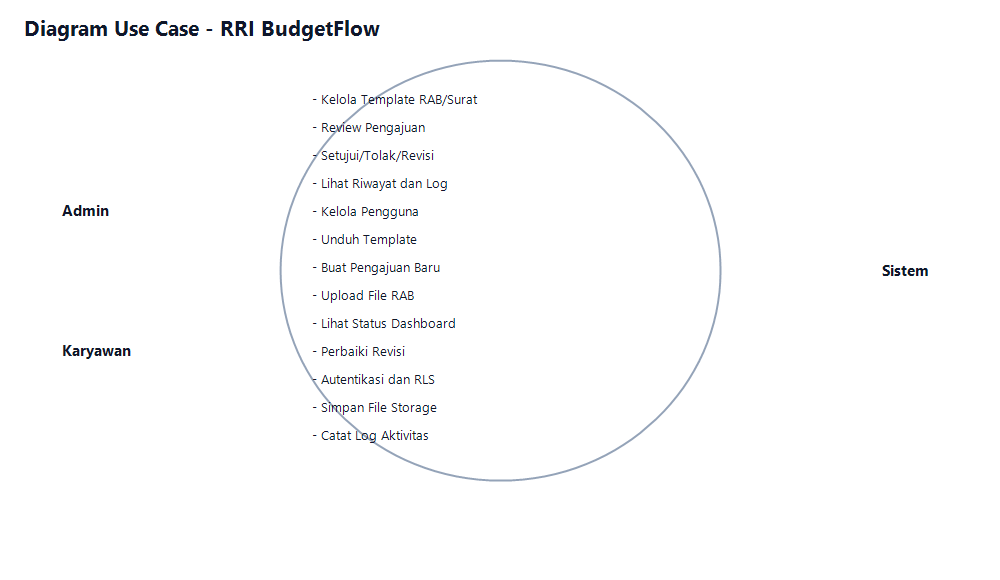 Diagram Use Case - RRI BudgetFlow
- Kelola Template RAB/Surat
- Review Pengajuan
- Setujui/Tolak/Revisi
- Lihat Riwayat dan Log
Admin
- Kelola Pengguna
- Unduh Template
- Buat Pengajuan Baru
Sistem
- Upload File RAB
- Lihat Status Dashboard
Karyawan
- Perbaiki Revisi
- Autentikasi dan RLS
- Simpan File Storage
- Catat Log Aktivitas